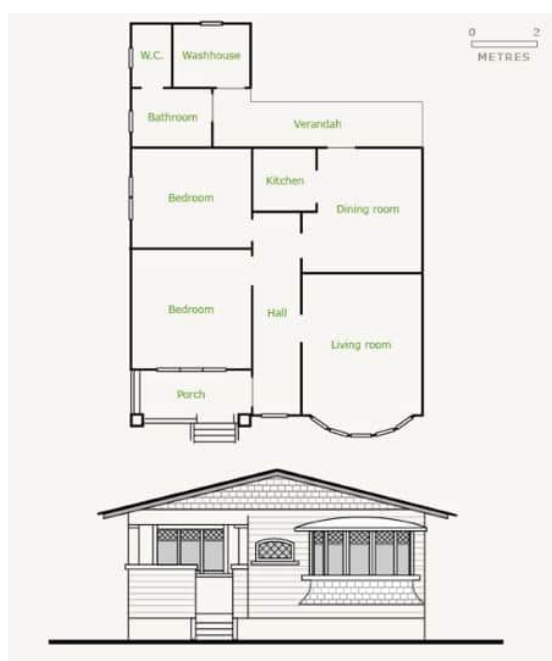 0 2
METRES
W.C. Washhouse
Bathroom
Verandah
Kitchen
Bedroom
Dining room
Bedroom
Hall
Living room
Porch